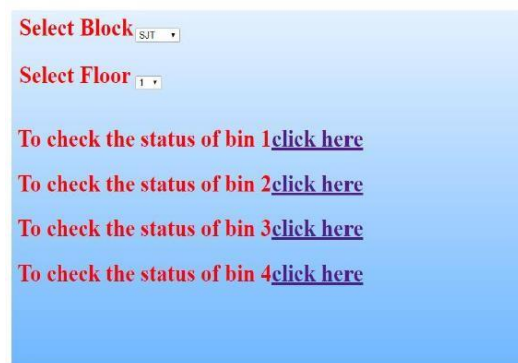 Select Block SJT
Select Floor 1
To check the status of bin 1click here
To check the status of bin 2click here
To check the status of bin 3click here
To check the status of bin 4click here